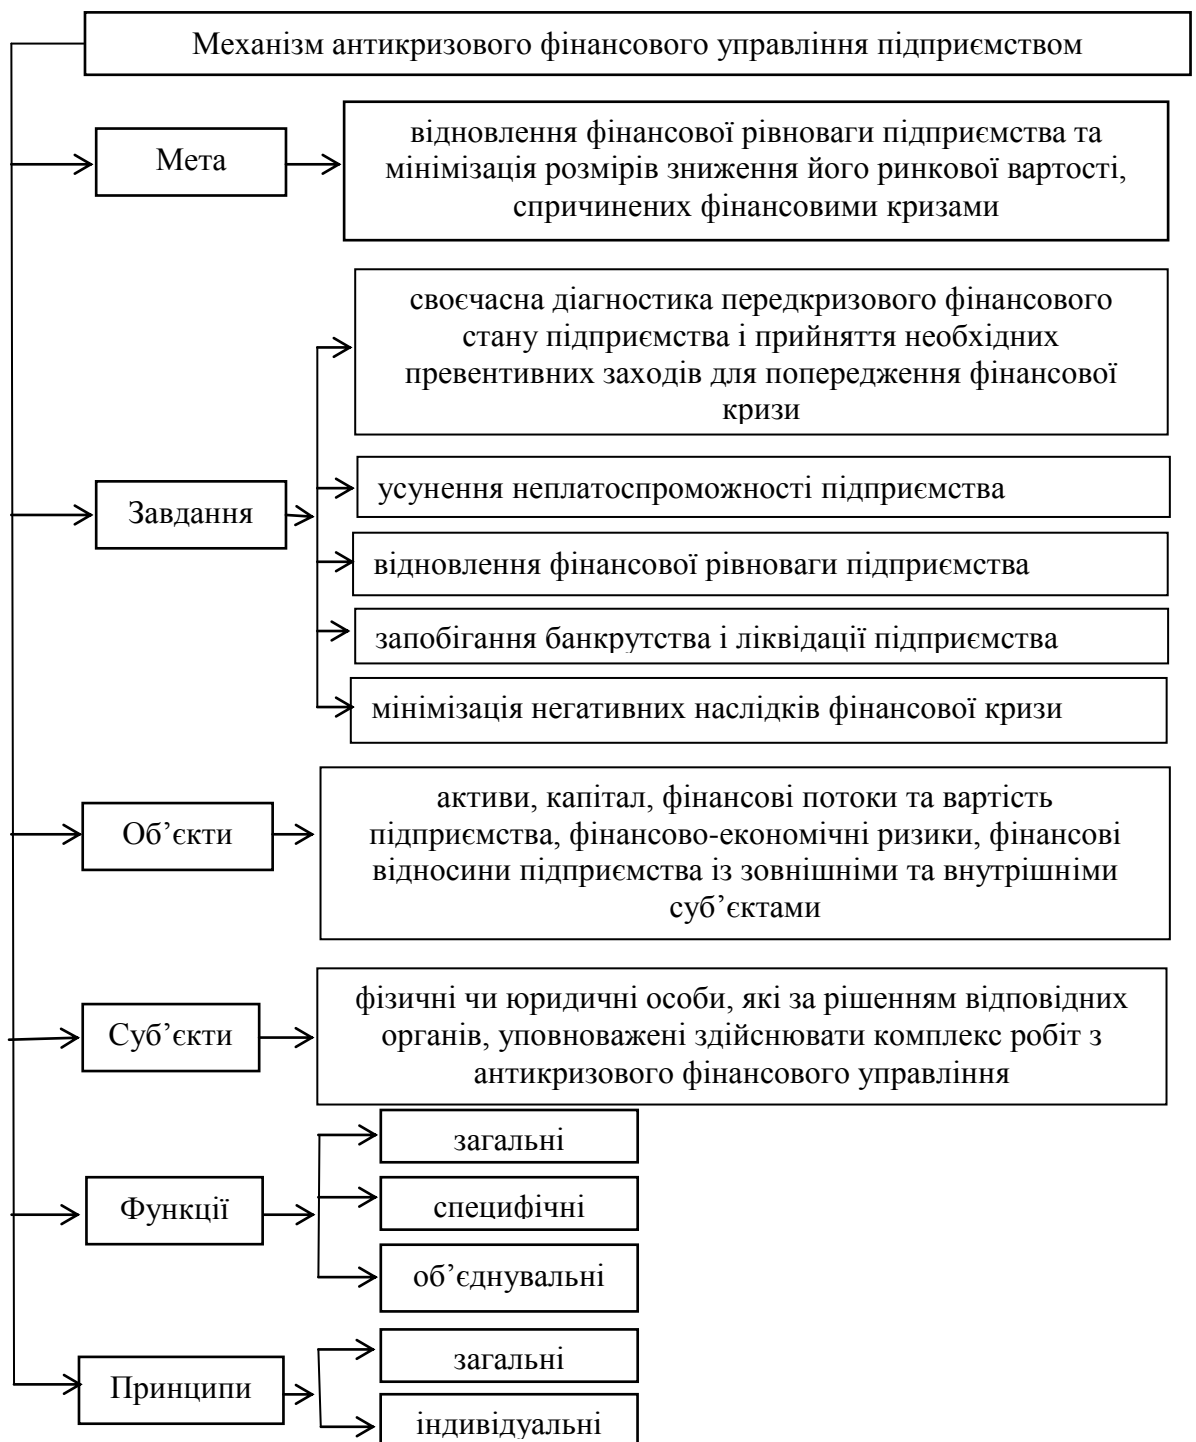 Механізм антикризового фінансового управління підприємством
Мета
відновлення фінансової рівноваги підприємства та
мінімізація розмірів зниження його ринкової вартості,
спричинених фінансовими кризами
своєчасна діагностика передкризового фінансового
стану підприємства і прийняття необхідних
превентивних заходів для попередження фінансової
кризи
Завдання
усунення неплатоспроможності підприємства
відновлення фінансової рівноваги підприємства
запобігання банкрутства і ліквідації підприємства
мінімізація негативних наслідків фінансової кризи
Об’єкти
активи, капітал, фінансові потоки та вартість
підприємства, фінансово-економічні ризики, фінансові
відносини підприємства із зовнішніми та внутрішніми
суб’єктами
Суб’єкти
фізичні чи юридичні особи, які за рішенням відповідних
органів, уповноважені здійснювати комплекс робіт з
антикризового фінансового управління
Функції
загальні
специфічні
об’єднувальні
Принципи
загальні
індивідуальні